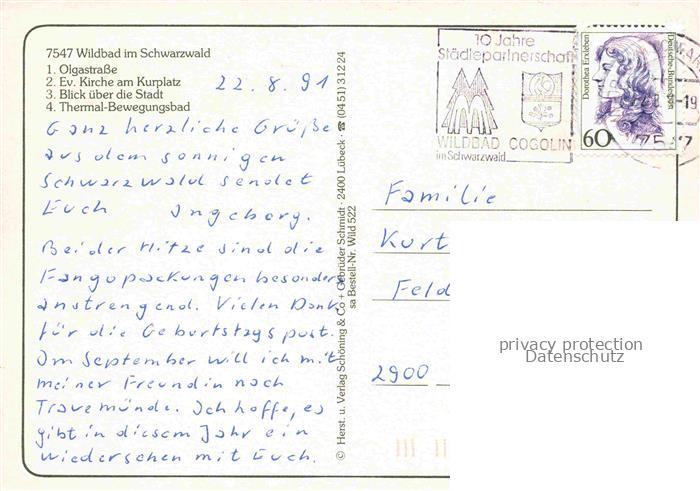 7547 Wildbad im Schwarzwald
1. Olgastraße
2. Ev. Kirche am Kurplatz
3. Blick über die Stadt
4. Thermal-Bewegungsbad
22.8.91
Ganz herzliche Grüße
aus dem sonnigen
Schwarzwald sendet
Euch Ingeborg.
Bei der Hitze sind die
Fangopackungen besonders
anstrengend. Vielen Dank
für die Geburtstagspost.
Im September will ich mit
meiner Freundin nach
Travemünde. Ich hoffe, es
gibt in diesem Jahr ein
Wiedersehen mit Euch.
© Herst. u. Verlag Schöning & Co + Gebrüder Schmidt · 2400 Lübeck · ☎ (0451) 31224
sa Bestell-Nr. Wild 522
10 Jahre
Städtepartnerschaft
WILDBAD COGOLIN
im Schwarzwald
Dorothea Erxleben
Deutsche Bundespost
60
-19
Familie
Kurt
Feld
2900
privacy protection
Datenschutz